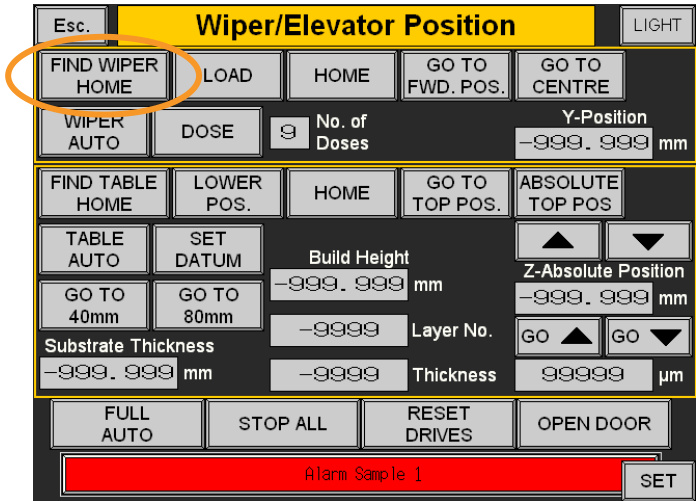 Esc.
Wiper/Elevator Position
LIGHT
FIND WIPER
HOME
LOAD
HOME
GO TO
FWD. POS.
GO TO
CENTRE
WIPER
AUTO
DOSE
9
No. of
Doses
Y-Position
-999.999 mm
FIND TABLE
HOME
LOWER
POS.
HOME
GO TO
TOP POS.
ABSOLUTE
TOP POS
TABLE
AUTO
SET
DATUM
Build Height
-999.999 mm
Z-Absolute Position
-999.999 mm
GO TO
40mm
GO TO
80mm
-9999 Layer No.
GO
GO
Substrate Thickness
-999.999 mm
-9999 Thickness
99999 μm
FULL
AUTO
STOP ALL
RESET
DRIVES
OPEN DOOR
Alarm Sample 1
SET